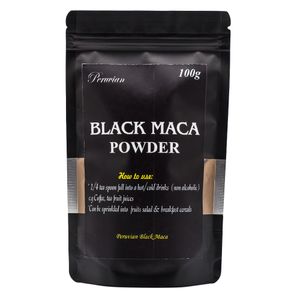 Peruvian
100g
BLACK MACA
POWDER
How to use:
* 1/4 tea spoon full into a hot/cold drinks (non alcoholic)
e.g Coffee, tea fruit juices
*Can be sprinkled into fruits salad & breakfast cereals
Peruvian Black Maca